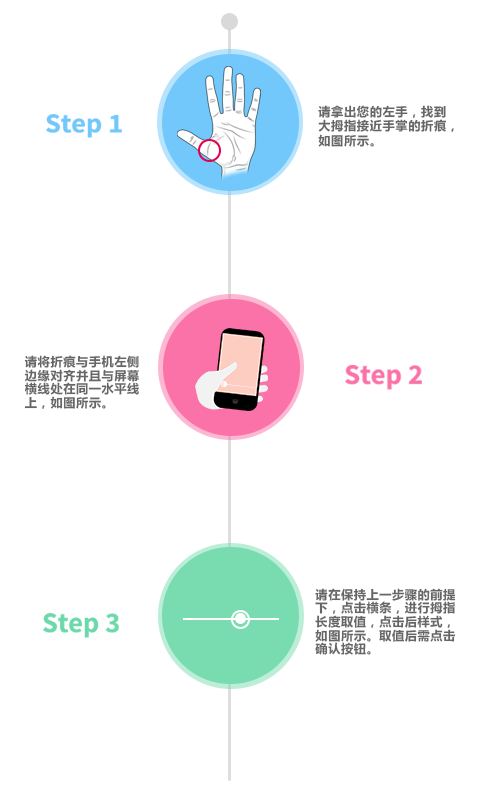 Step 1
请拿出您的左手，找到
大拇指接近手掌的折痕，
如图所示。
请将折痕与手机左侧
边缘对齐并且与屏幕
横线处在同一水平线
上，如图所示。
Step 2
Step 3
请在保持上一步骤的前提
下，点击横条，进行拇指
长度取值，点击后样式，
如图所示。取值后需点击
确认按钮。